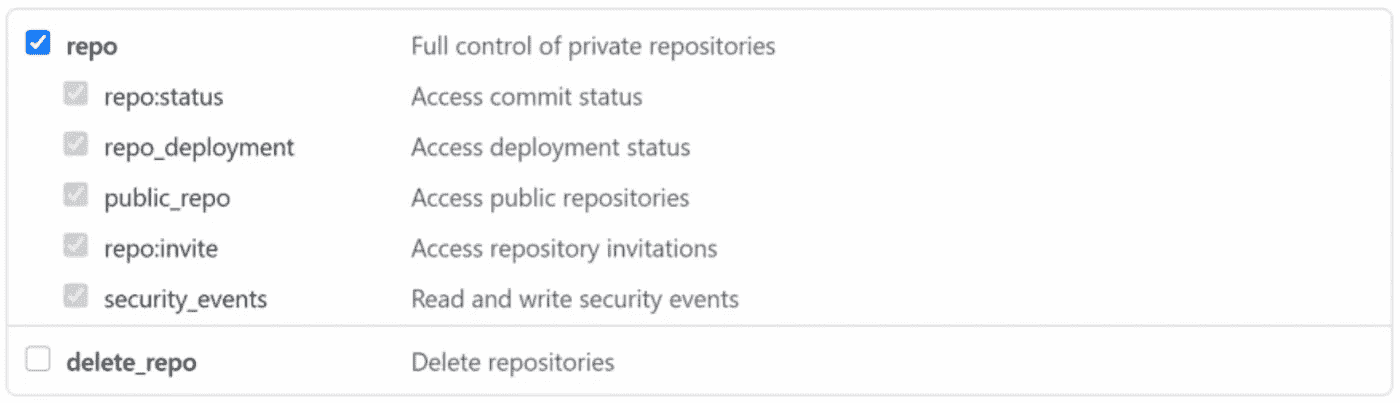 repo Full control of private repositories
repo:status Access commit status
repo_deployment Access deployment status
public_repo Access public repositories
repo:invite Access repository invitations
security_events Read and write security events
delete_repo Delete repositories